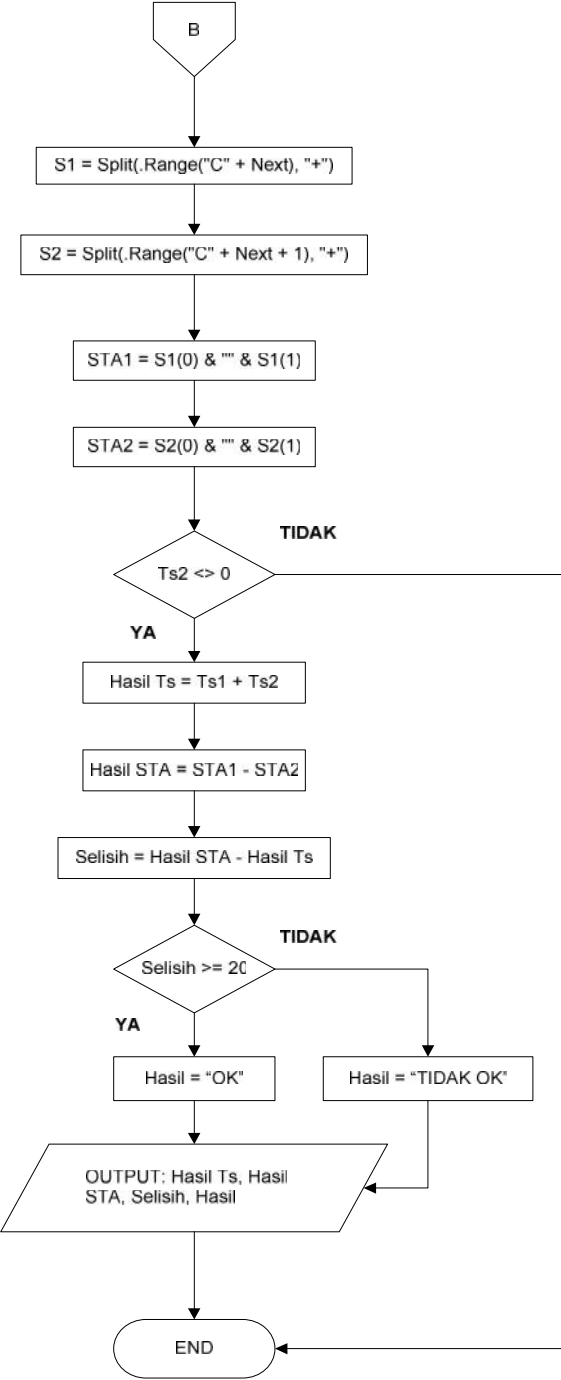 B
S1 = Split(.Range("C" + Next), "+")
S2 = Split(.Range("C" + Next + 1), "+")
STA1 = S1(0) & "" & S1(1)
STA2 = S2(0) & "" & S2(1)
TIDAK
Ts2 <> 0
YA
Hasil Ts = Ts1 + Ts2
Hasil STA = STA1 - STA2
Selisih = Hasil STA - Hasil Ts
TIDAK
Selisih >= 20
YA
Hasil = “OK”
Hasil = “TIDAK OK”
OUTPUT: Hasil Ts, Hasil
STA, Selisih, Hasil
END